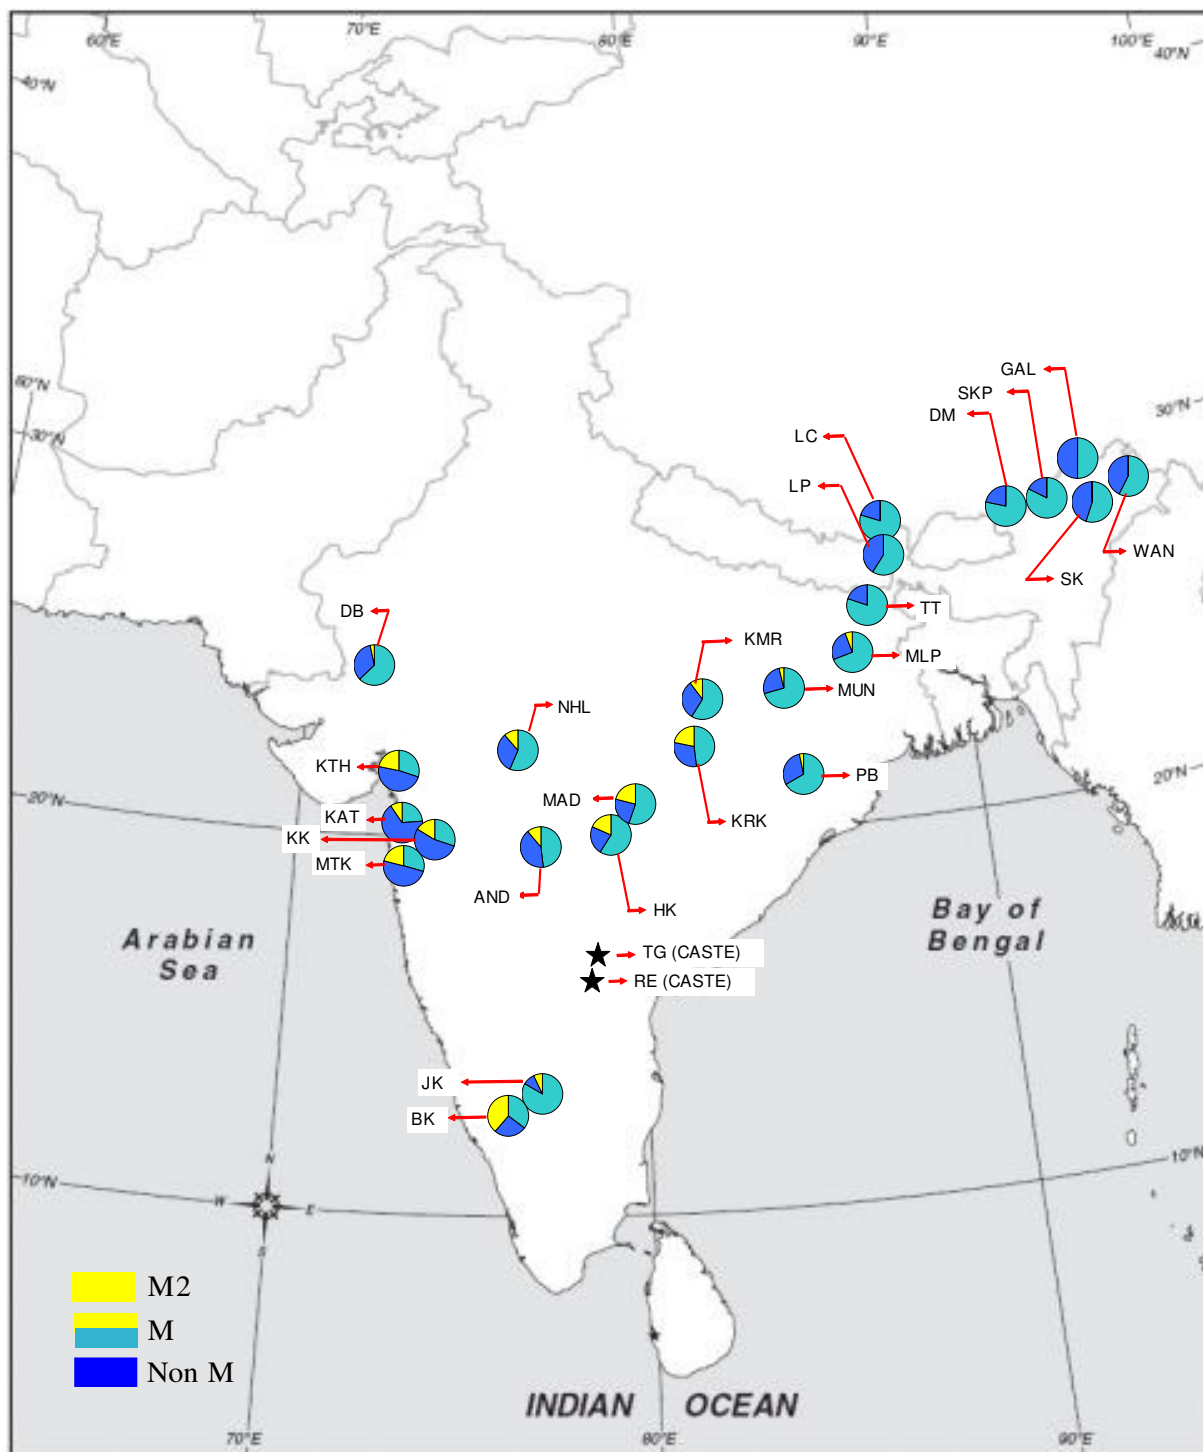 60°E
70°E
80°E
90°E
100°E
40°N
40°N
GAL
SKP
DM
60°N
30°N
LC
30°N
LP
WAN
SK
DB
TT
KMR
MLP
MUN
NHL
KTH
PB
20°N
20°N
MAD
KAT
KRK
KK
MTK
AND
HK
Arabian
Sea
Bay of
Bengal
TG (CASTE)
RE (CASTE)
JK
BK
N
10°N
10°N
W
E
S
M2
M
Non M
INDIAN OCEAN
70°E
80°E
90°E